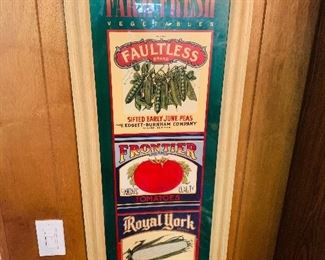 FARM FRESH
VEGETABLES
FAULTLESS
BRAND
SIFTED EARLY JUNE PEAS
THE EDGETT-BURNHAM COMPANY
FRONTIER
TOMATOES
Royal York